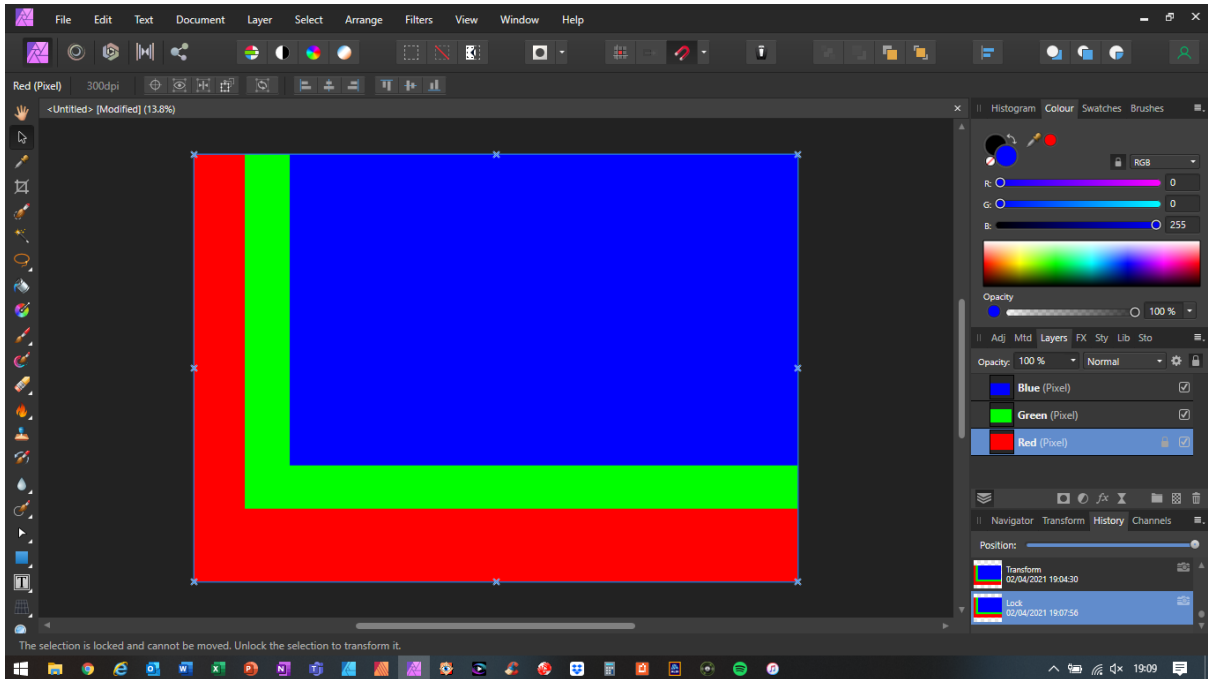 File Edit Text Document Layer Select Arrange Filters View Window Help
Red (Pixel) 300dpi
<Untitled> [Modified] (13.8%)
Histogram Colour Swatches Brushes
RGB
R: 0
G: 0
B: 255
Opacity
100 %
Adj Mtd Layers FX Sty Lib Sto
Opacity: 100 % Normal
Blue (Pixel)
Green (Pixel)
Red (Pixel)
fx
Navigator Transform History Channels
Position:
Transform
02/04/2021 19:04:30
Lock
02/04/2021 19:07:56
The selection is locked and cannot be moved. Unlock the selection to transform it.
19:09